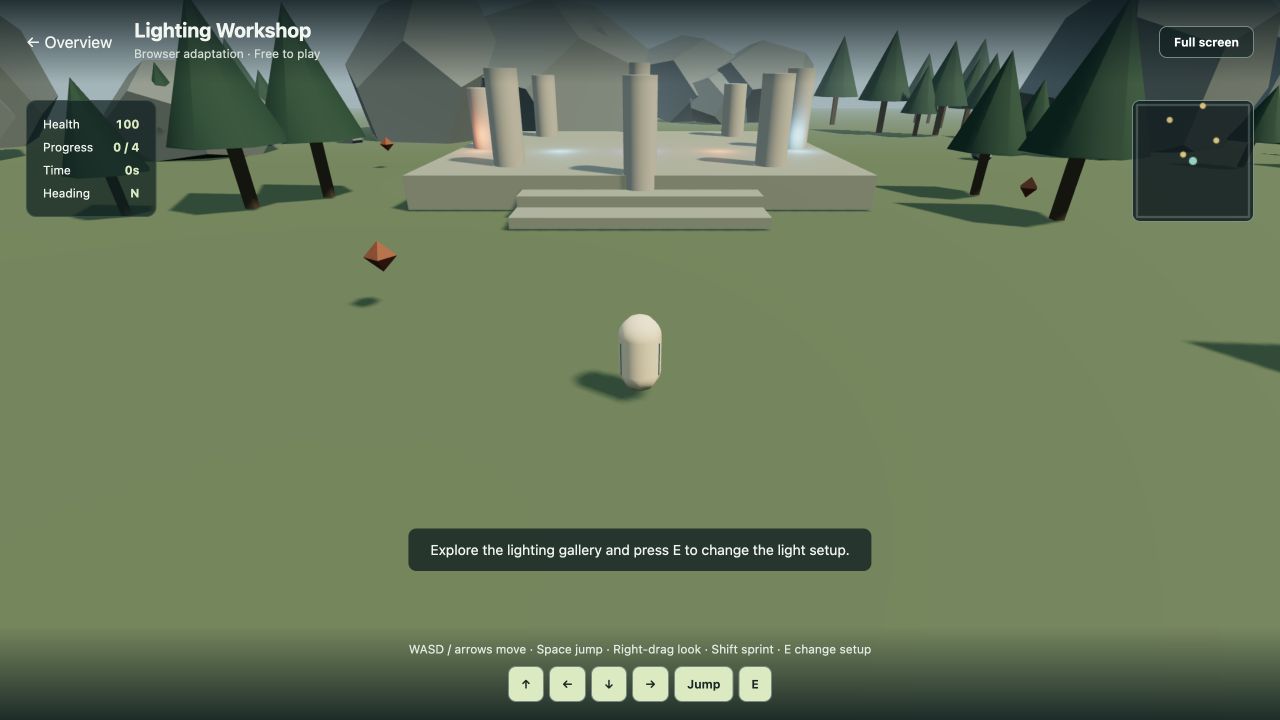 ← Overview
Lighting Workshop
Browser adaptation · Free to play
Full screen
Health 100
Progress 0 / 4
Time 0s
Heading N
Explore the lighting gallery and press E to change the light setup.
WASD / arrows move · Space jump · Right-drag look · Shift sprint · E change setup
↑ ← ↓ → Jump E